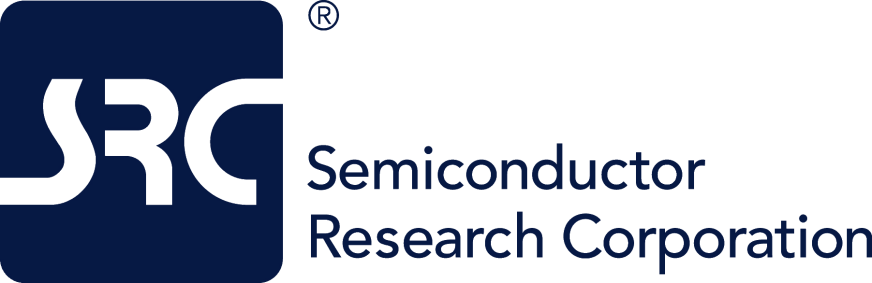 SRC
®
Semiconductor
Research Corporation